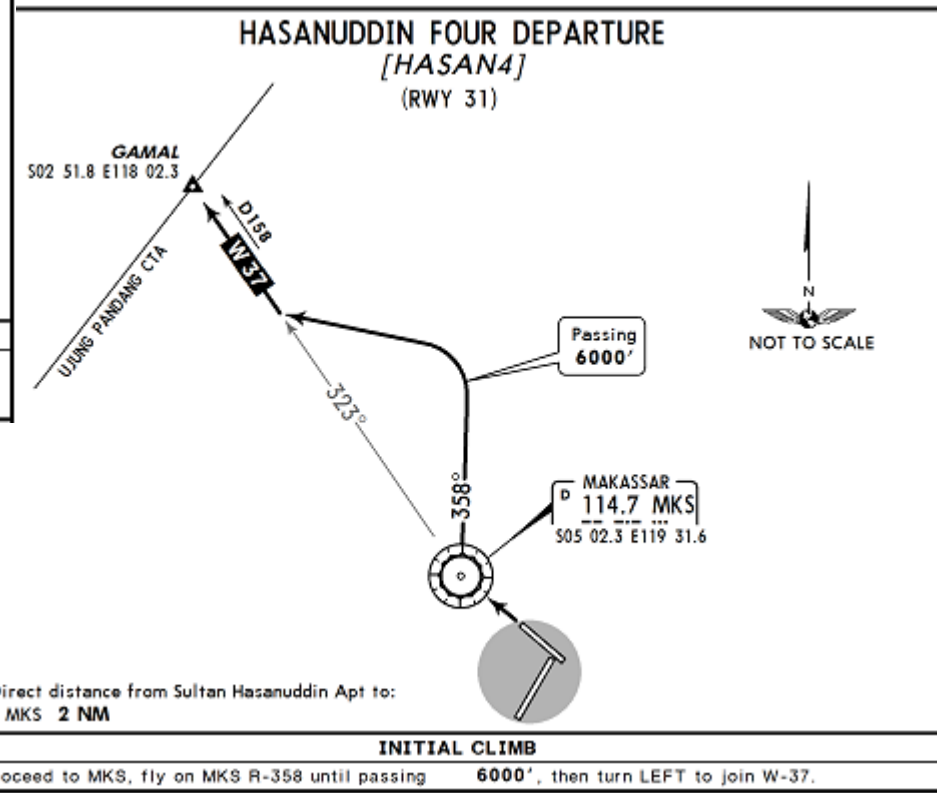 HASANUDDIN FOUR DEPARTURE
[HASAN4]
(RWY 31)
GAMAL
S02 51.8 E118 02.3
D158
W 37
UJUNG PANDANG CTA
N
NOT TO SCALE
Passing
6000'
323°
358°
MAKASSAR
D 114.7 MKS
S05 02.3 E119 31.6
Direct distance from Sultan Hasanuddin Apt to:
MKS 2 NM
INITIAL CLIMB
oceed to MKS, fly on MKS R-358 until passing 6000', then turn LEFT to join W-37.